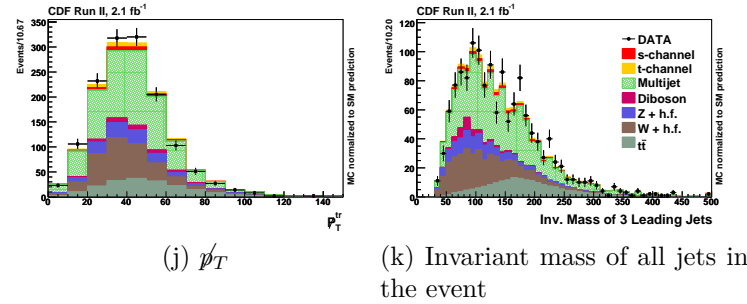 CDF Run II, 2.1 fb⁻¹
Events/10.67
350
300
250
200
150
100
50
0
0 20 40 60 80 100 120 140
MC normalized to SM prediction
p̸_T^tr
(j) p̸_T
CDF Run II, 2.1 fb⁻¹
Events/10.20
120
100
80
60
40
20
0
0 50 100 150 200 250 300 350 400 450 500
DATA
s-channel
t-channel
Multijet
Diboson
Z + h.f.
W + h.f.
tt̄
MC normalized to SM prediction
Inv. Mass of 3 Leading Jets
(k) Invariant mass of all jets in
the event